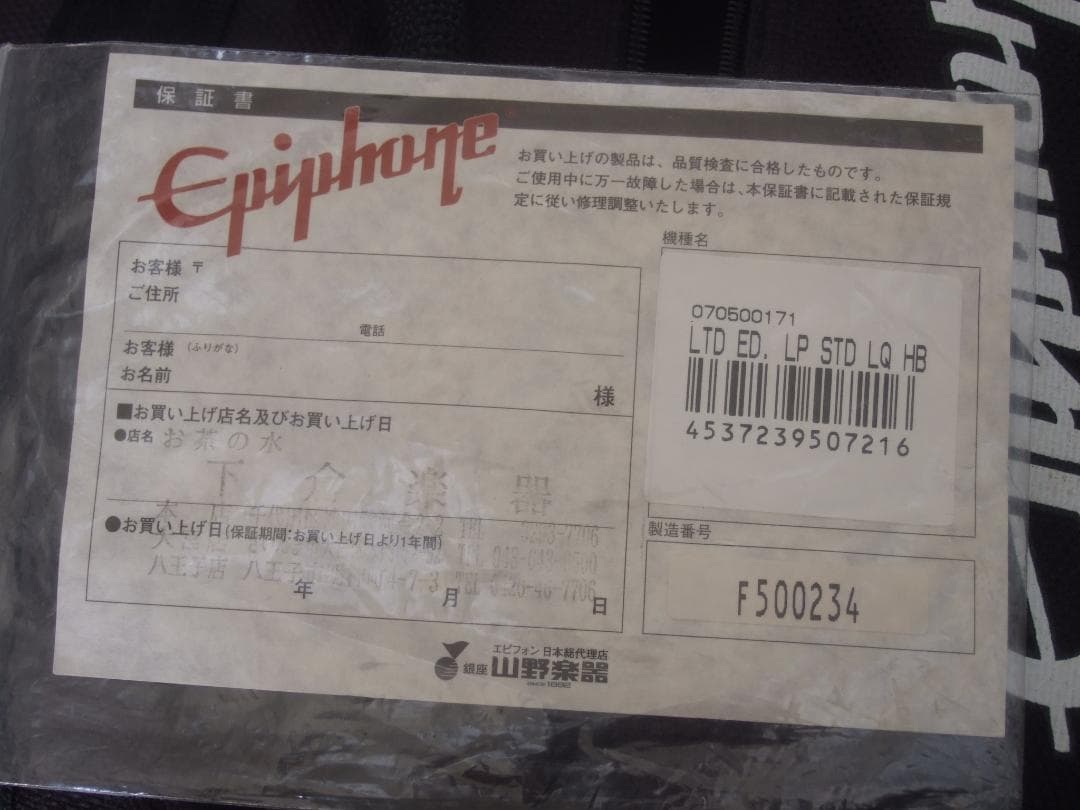 保証書
Epiphone
お買い上げの製品は、品質検査に合格したものです。
ご使用中に万一故障した場合は、本保証書に記載された保証規
定に従い修理調整いたします。
お客様 〒
ご住所
電話
お客様 (ふりがな)
お名前
様
■お買い上げ店名及びお買い上げ日
●店名 お茶の水
下倉楽器
●お買い上げ日(保証期間:お買い上げ日より1年間)
八王子店 八王子
年 月 日
機種名
070500171
LTD ED. LP STD LQ HB
4537239507216
製造番号
F500234
エピフォン 日本総代理店
銀座 山野楽器
since 1892